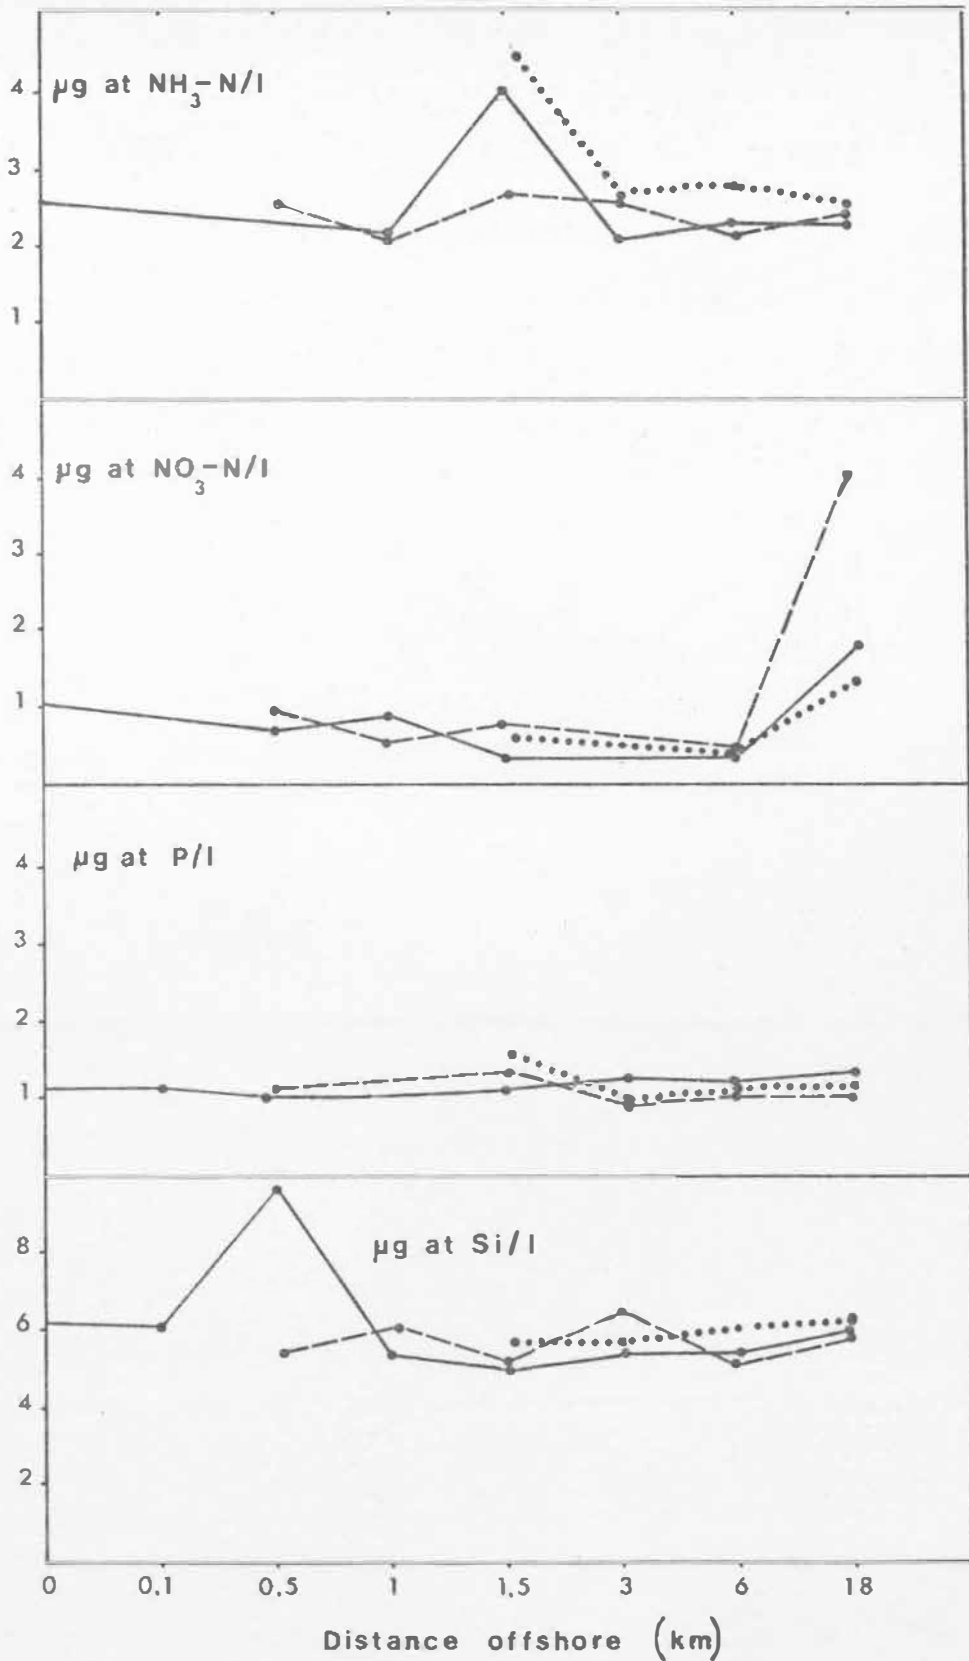 µg at NH₃-N/l
4
3
2
1
µg at NO₃-N/l
4
3
2
1
µg at P/l
4
3
2
1
µg at Si/l
8
6
4
2
0 0,1 0,5 1 1,5 3 6 18
Distance offshore (km)